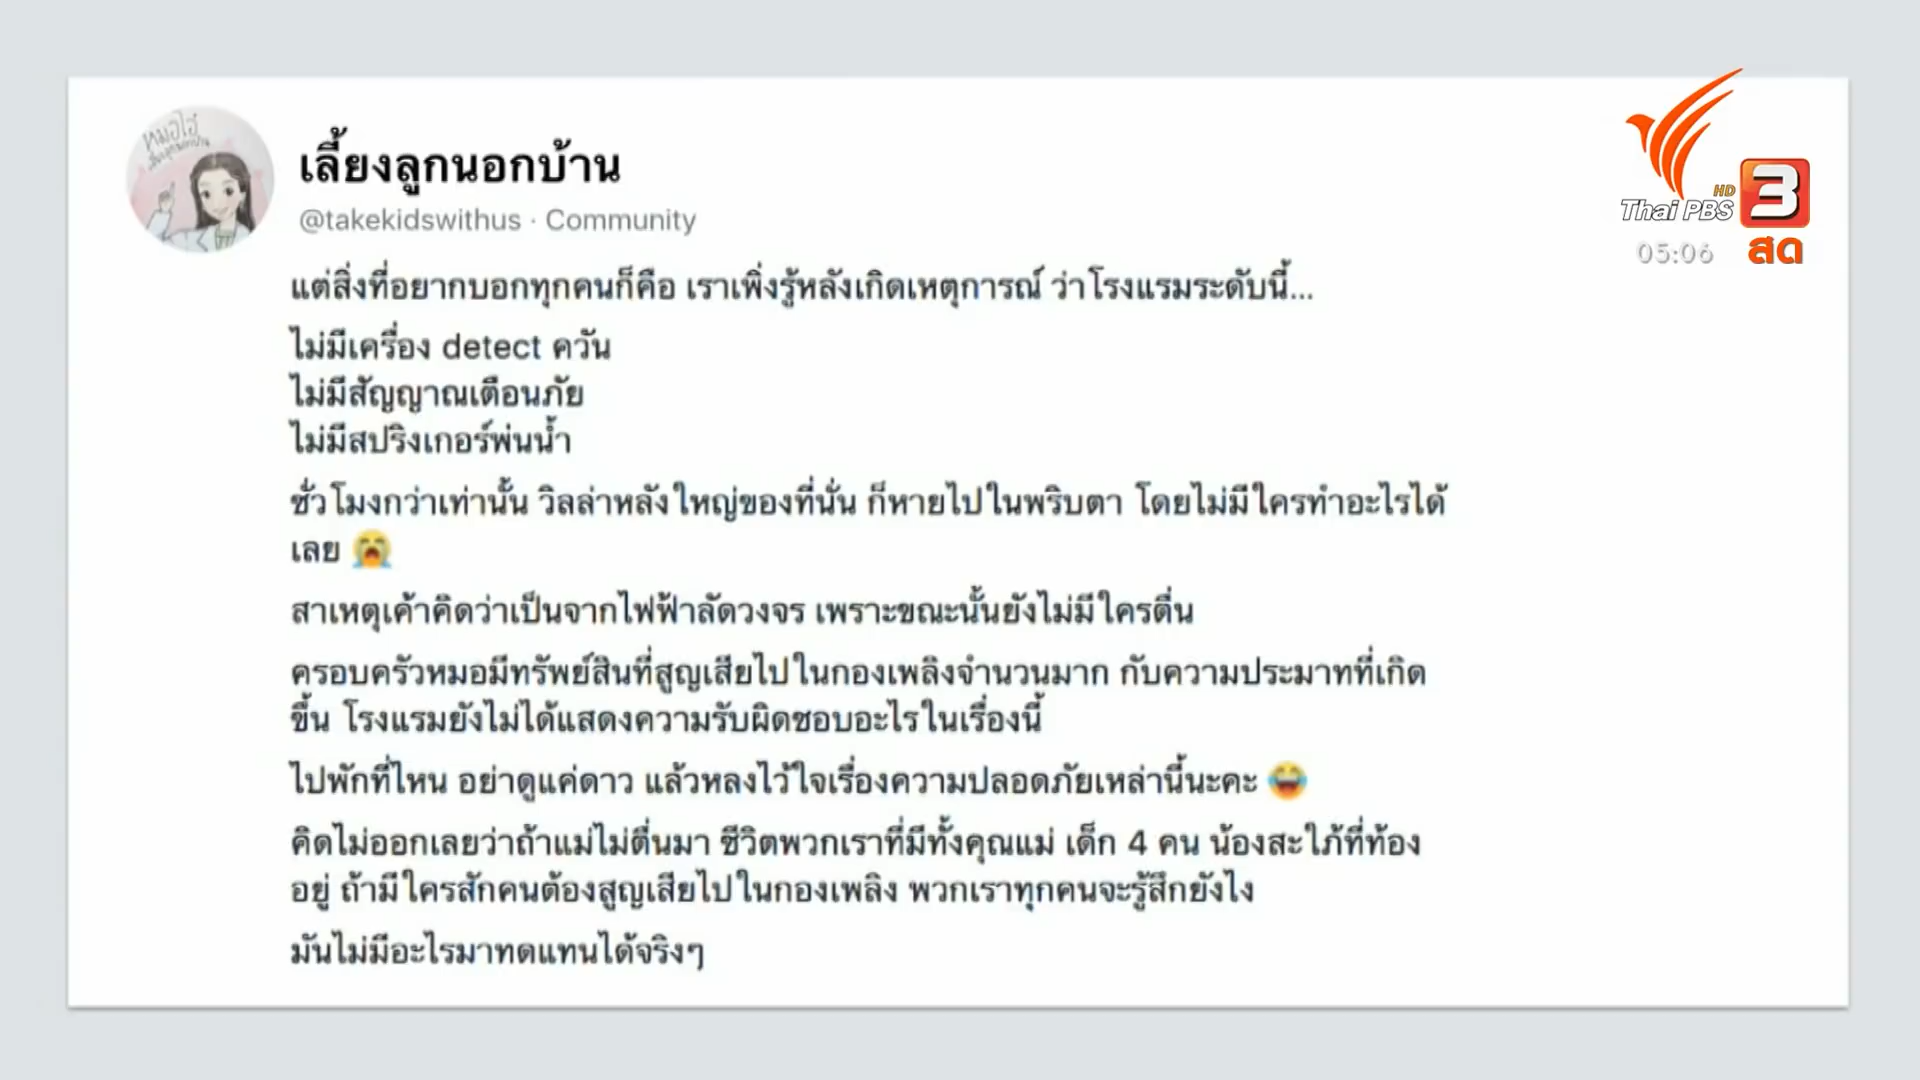 หมอไอ๋
เลี้ยงลูกนอกบ้าน
เลี้ยงลูกนอกบ้าน
@takekidswithus · Community
HD
Thai PBS 3
05:06 สด
แต่สิ่งที่อยากบอกทุกคนก็คือ เราเพิ่งรู้หลังเกิดเหตุการณ์ ว่าโรงแรมระดับนี้...
ไม่มีเครื่อง detect ควัน
ไม่มีสัญญาณเตือนภัย
ไม่มีสปริงเกอร์พ่นน้ำ
ชั่วโมงกว่าเท่านั้น วิลล่าหลังใหญ่ของที่นั่น ก็หายไปในพริบตา โดยไม่มีใครทำอะไรได้
เลย 😭
สาเหตุเค้าคิดว่าเป็นจากไฟฟ้าลัดวงจร เพราะขณะนั้นยังไม่มีใครตื่น
ครอบครัวหมอมีทรัพย์สินที่สูญเสียไปในกองเพลิงจำนวนมาก กับความประมาทที่เกิด
ขึ้น โรงแรมยังไม่ได้แสดงความรับผิดชอบอะไรในเรื่องนี้
ไปพักที่ไหน อย่าดูแค่ดาว แล้วหลงไว้ใจเรื่องความปลอดภัยเหล่านี้นะคะ 😂
คิดไม่ออกเลยว่าถ้าแม่ไม่ตื่นมา ชีวิตพวกเราที่มีทั้งคุณแม่ เด็ก 4 คน น้องสะใภ้ที่ท้อง
อยู่ ถ้ามีใครสักคนต้องสูญเสียไปในกองเพลิง พวกเราทุกคนจะรู้สึกยังไง
มันไม่มีอะไรมาทดแทนได้จริงๆ